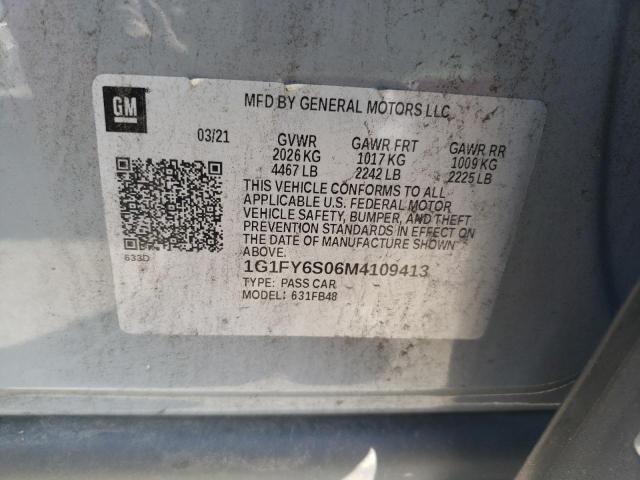 GM
MFD BY GENERAL MOTORS LLC
03/21 GVWR GAWR FRT GAWR RR
2026 KG 1017 KG 1009 KG
4467 LB 2242 LB 2225 LB
THIS VEHICLE CONFORMS TO ALL
APPLICABLE U.S. FEDERAL MOTOR
VEHICLE SAFETY, BUMPER, AND THEFT
PREVENTION STANDARDS IN EFFECT ON
THE DATE OF MANUFACTURE SHOWN
ABOVE.
633D
1G1FY6S06M4109413
TYPE: PASS CAR
MODEL: 631FB48